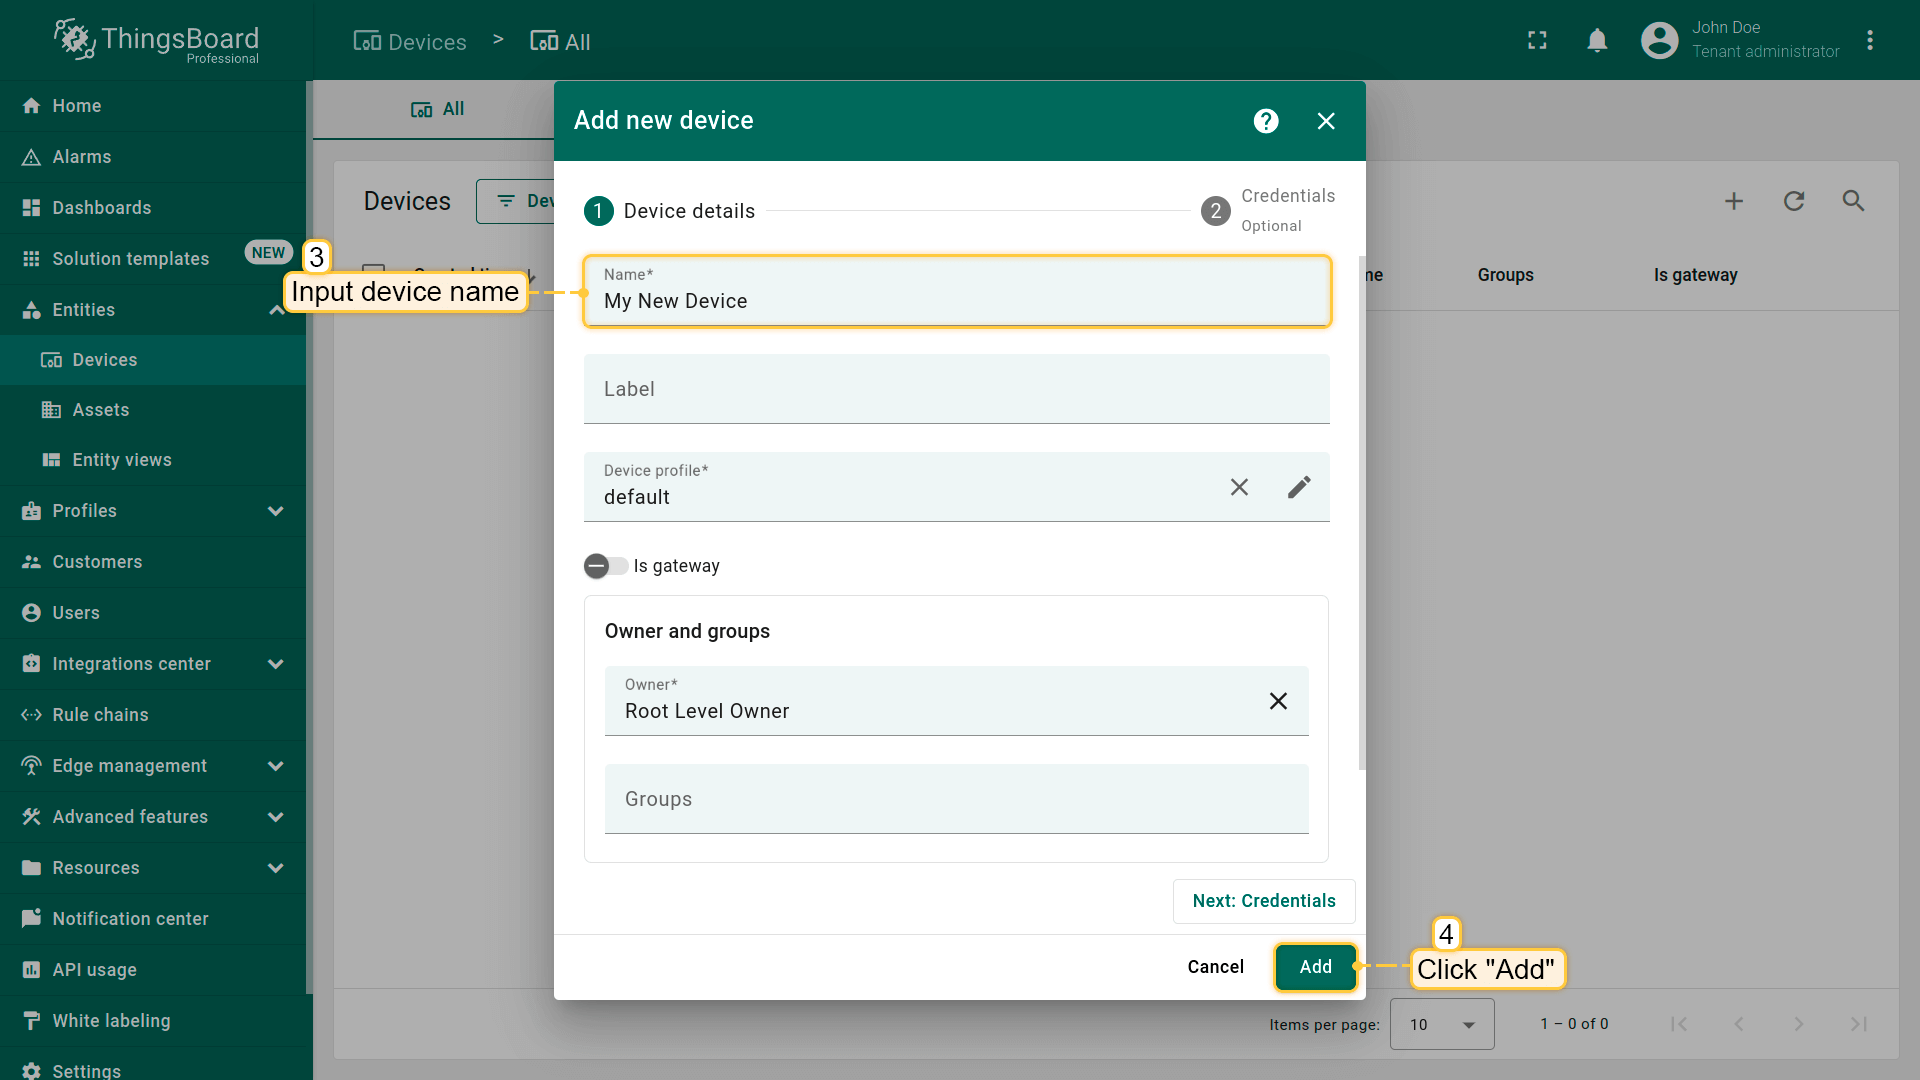 ThingsBoard
Professional
Devices > All
John Doe
Tenant administrator
Home
Alarms
Dashboards
Solution templates
NEW
Entities
Devices
Assets
Entity views
Profiles
Customers
Users
Integrations center
Rule chains
Edge management
Advanced features
Resources
Notification center
API usage
White labeling
Settings
All
Devices
Groups
Is gateway
Add new device
1 Device details
2 Credentials
Optional
3
Input device name
Name*
My New Device
Label
Device profile*
default
Is gateway
Owner and groups
Owner*
Root Level Owner
Groups
Next: Credentials
Cancel
Add
4
Click "Add"
Items per page: 10
1 – 0 of 0